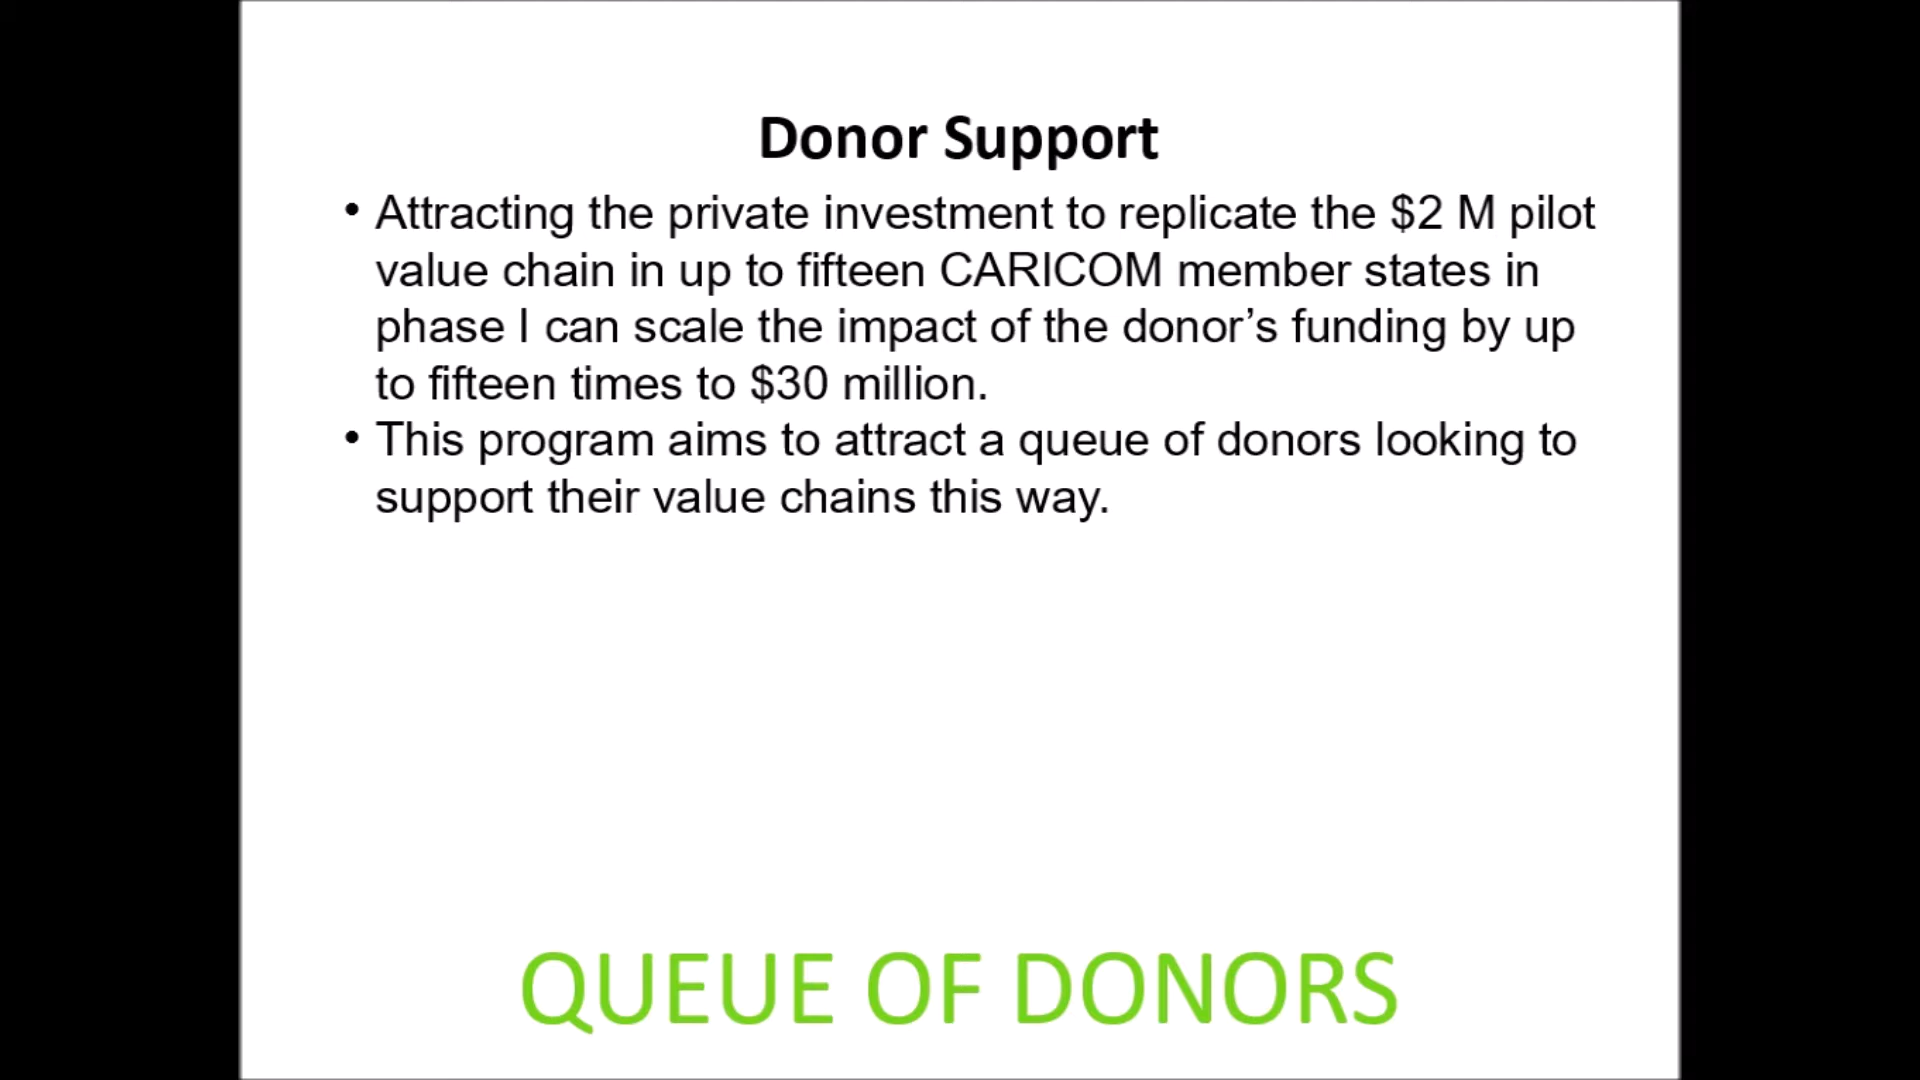 Donor Support
• Attracting the private investment to replicate the $2 M pilot
value chain in up to fifteen CARICOM member states in
phase I can scale the impact of the donor’s funding by up
to fifteen times to $30 million.
• This program aims to attract a queue of donors looking to
support their value chains this way.
QUEUE OF DONORS